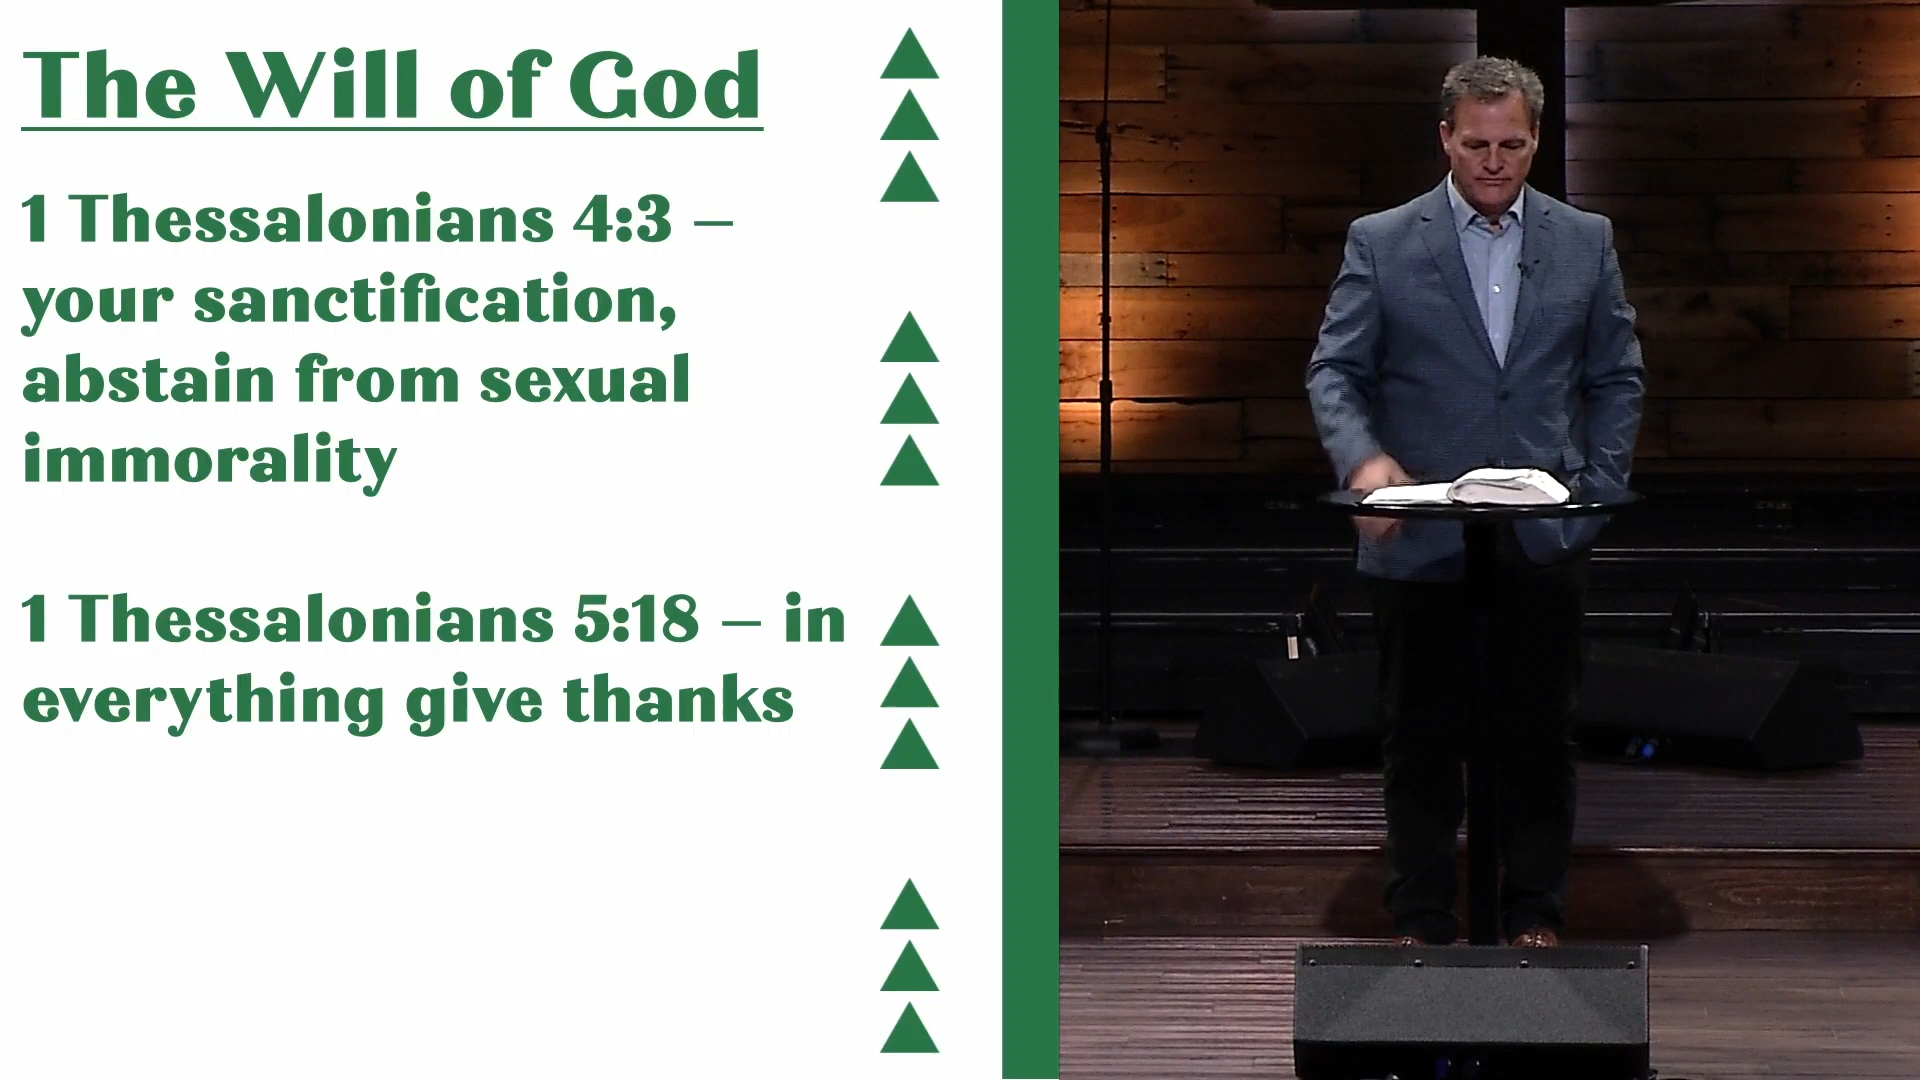 The Will of God
1 Thessalonians 4:3 –
your sanctification,
abstain from sexual
immorality
1 Thessalonians 5:18 – in
everything give thanks